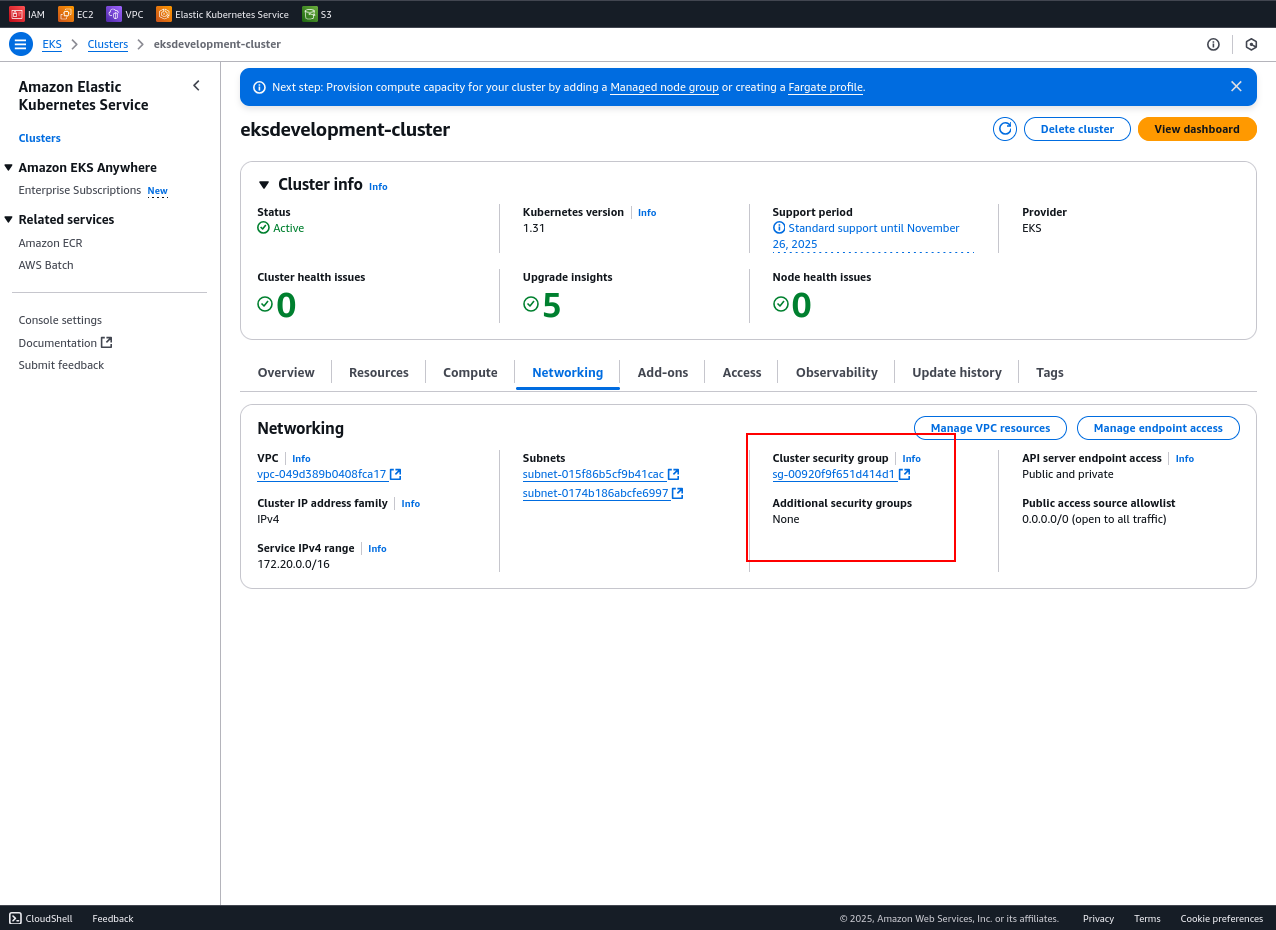 IAM EC2 VPC Elastic Kubernetes Service S3
EKS Clusters eksdevelopment-cluster
Amazon Elastic
Kubernetes Service
Clusters
Amazon EKS Anywhere
Enterprise Subscriptions New
Related services
Amazon ECR
AWS Batch
Console settings
Documentation
Submit feedback
Next step: Provision compute capacity for your cluster by adding a Managed node group or creating a Fargate profile.
eksdevelopment-cluster
Delete cluster
View dashboard
Cluster info Info
Status
Active
Kubernetes version Info
1.31
Support period
Standard support until November
26, 2025
Provider
EKS
Cluster health issues
0
Upgrade insights
5
Node health issues
0
Overview Resources Compute Networking Add-ons Access Observability Update history Tags
Networking
Manage VPC resources
Manage endpoint access
VPC Info
vpc-049d389b0408fca17
Cluster IP address family Info
IPv4
Service IPv4 range Info
172.20.0.0/16
Subnets
subnet-015f86b5cf9b41cac
subnet-0174b186abcfe6997
Cluster security group Info
sg-00920f9f651d414d1
Additional security groups
None
API server endpoint access Info
Public and private
Public access source allowlist
0.0.0.0/0 (open to all traffic)
CloudShell Feedback © 2025, Amazon Web Services, Inc. or its affiliates. Privacy Terms Cookie preferences